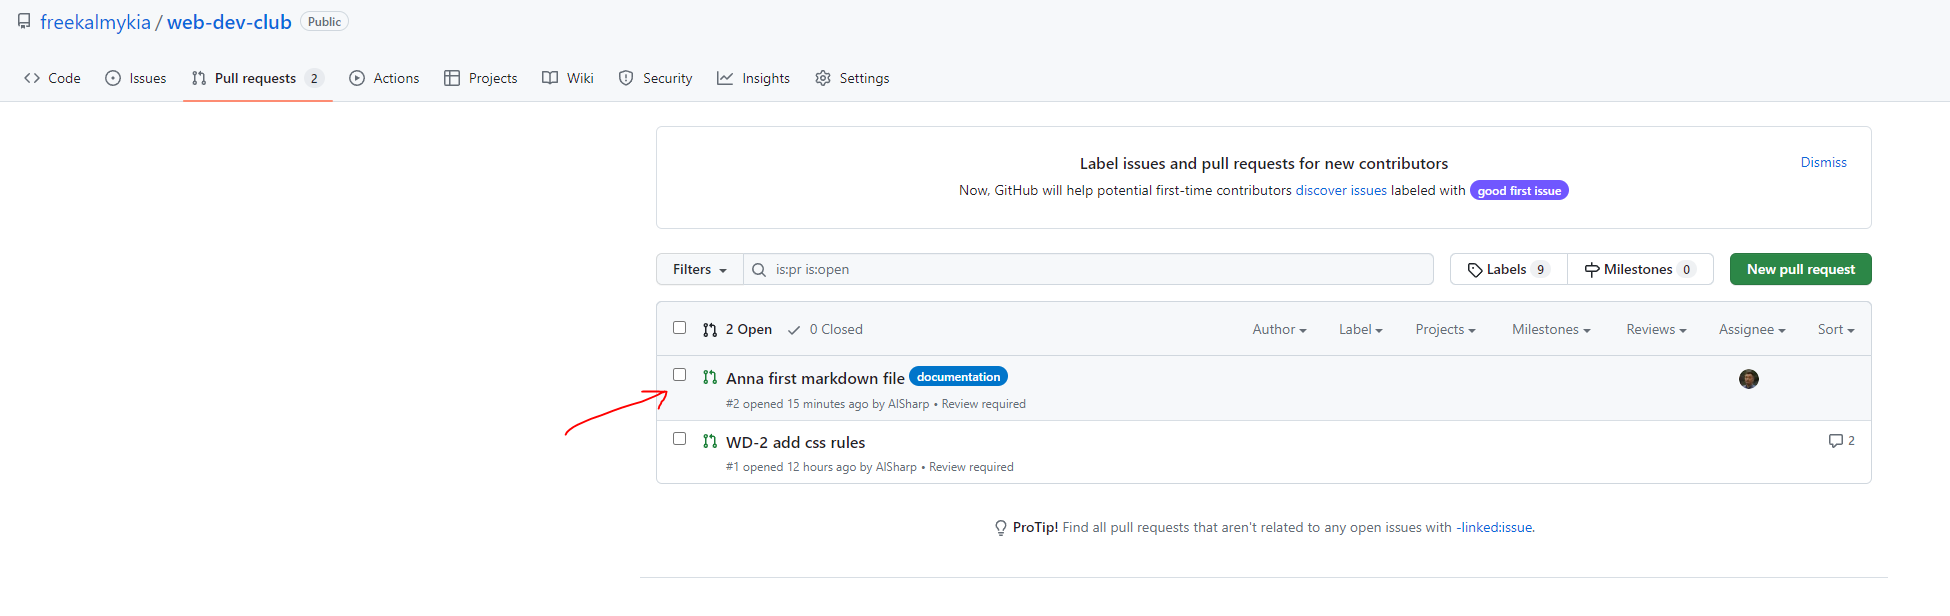 freekalmykia / web-dev-club Public
Code Issues Pull requests 2 Actions Projects Wiki Security Insights Settings
Label issues and pull requests for new contributors
Dismiss
Now, GitHub will help potential first-time contributors discover issues labeled with good first issue
Filters is:pr is:open Labels 9 Milestones 0 New pull request
2 Open 0 Closed Author Label Projects Milestones Reviews Assignee Sort
Anna first markdown file documentation
#2 opened 15 minutes ago by AlSharp • Review required
WD-2 add css rules 2
#1 opened 12 hours ago by AlSharp • Review required
ProTip! Find all pull requests that aren't related to any open issues with -linked:issue.